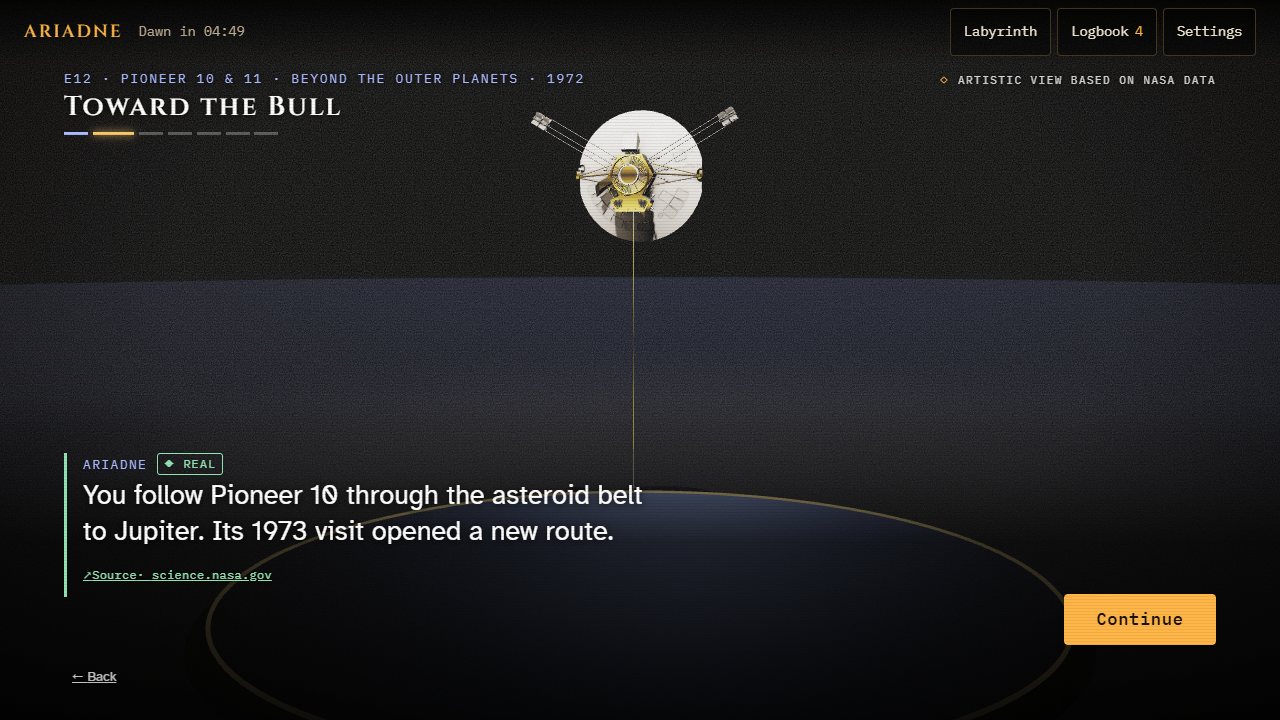 ARIADNE Dawn in 04:49 Labyrinth Logbook 4 Settings
E12 · PIONEER 10 & 11 · BEYOND THE OUTER PLANETS · 1972
◇ ARTISTIC VIEW BASED ON NASA DATA
Toward the Bull
ARIADNE ◆ REAL
You follow Pioneer 10 through the asteroid belt
to Jupiter. Its 1973 visit opened a new route.
↗Source· science.nasa.gov
Continue
← Back